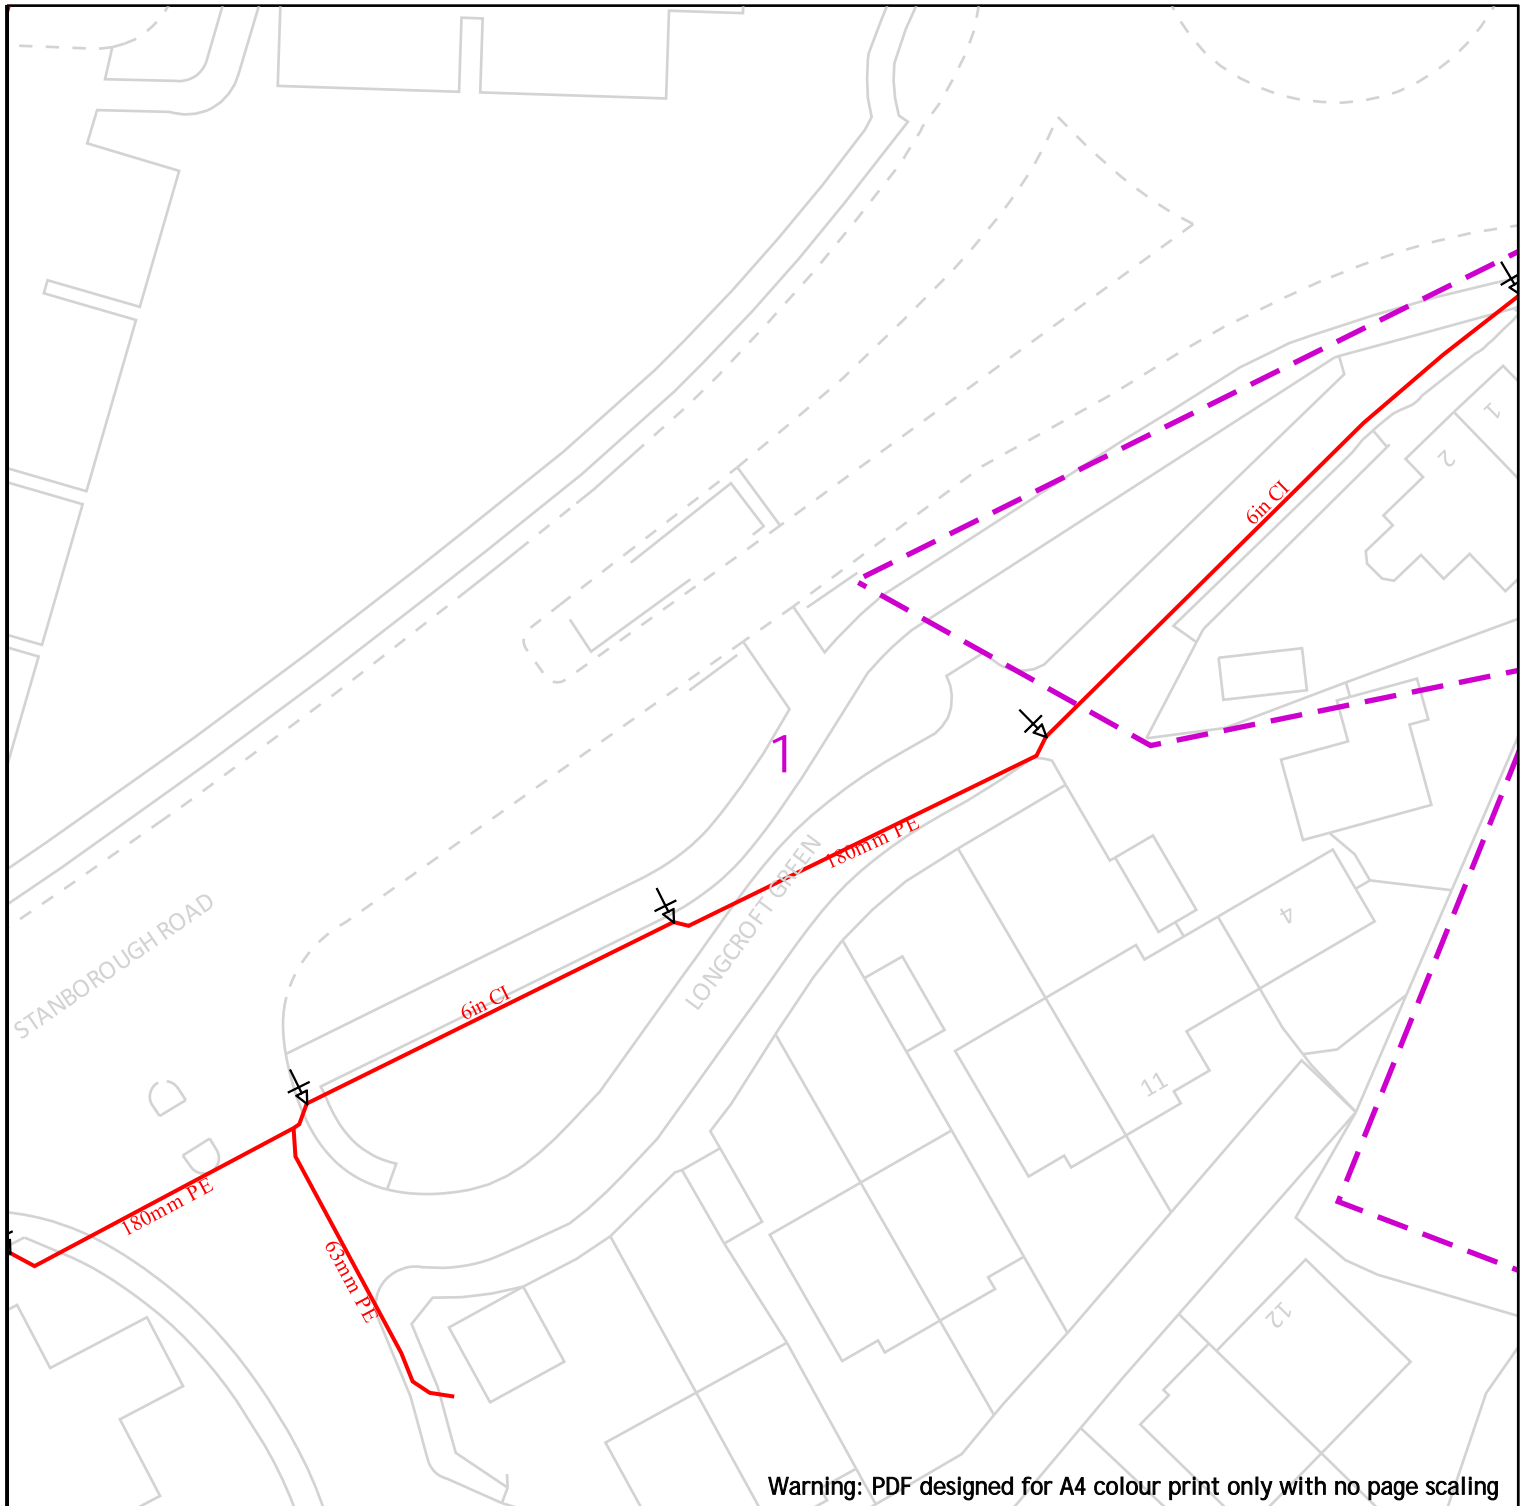 1
2
6in CI
1
180mm PE
LONGCROFT GREEN
4
STANBOROUGH ROAD
6in CI
11
180mm PE
63mm PE
12
Warning: PDF designed for A4 colour print only with no page scaling